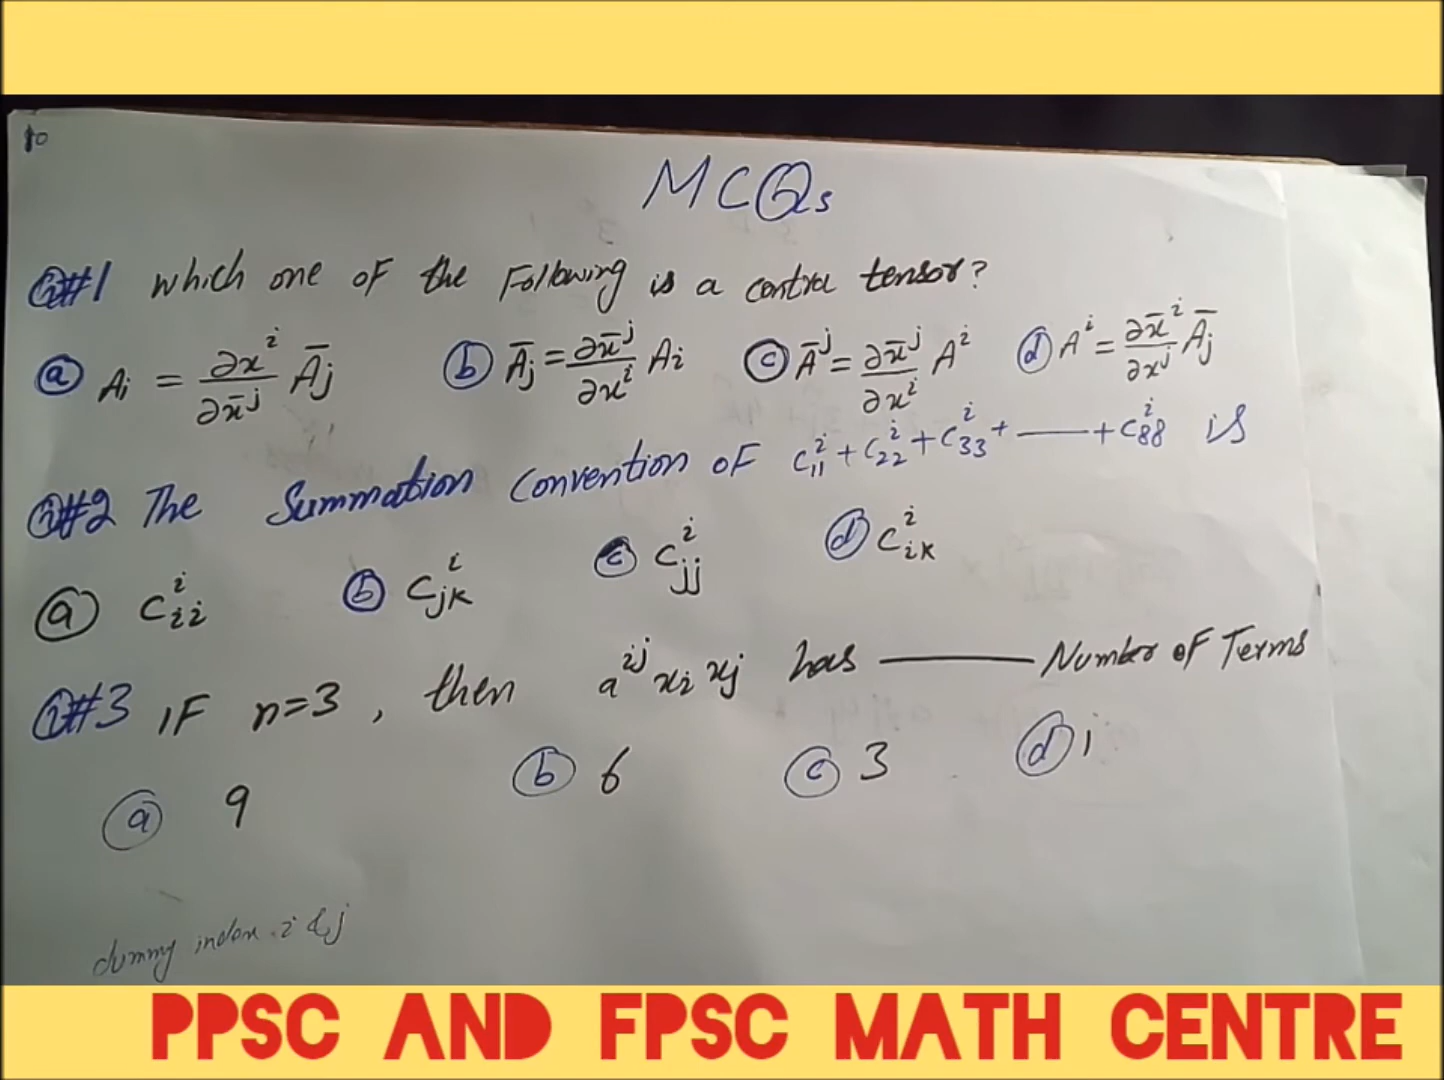 10
MCQs
Q#1 which one of the Following is a contra tensor?
(a) Ai = ∂x^i/∂x̄^j Āj (b) Āj = ∂x̄^j/∂x^i Ai (c) Ā^j = ∂x̄^j/∂x^i A^i (d) A^i = ∂x̄^i/∂x^j Āj
Q#2 The Summation Convention of C^i_11 + C^i_22 + C^i_33 + —— + C^i_88 is
(a) C^i_ii (b) C^i_jk (c) C^i_jj (d) C^i_ik
Q#3 IF n=3, then a^ij xi xj has —— Number of Terms
(a) 9 (b) 6 (c) 3 (d) 1
dummy index. i & j
PPSC AND FPSC MATH CENTRE